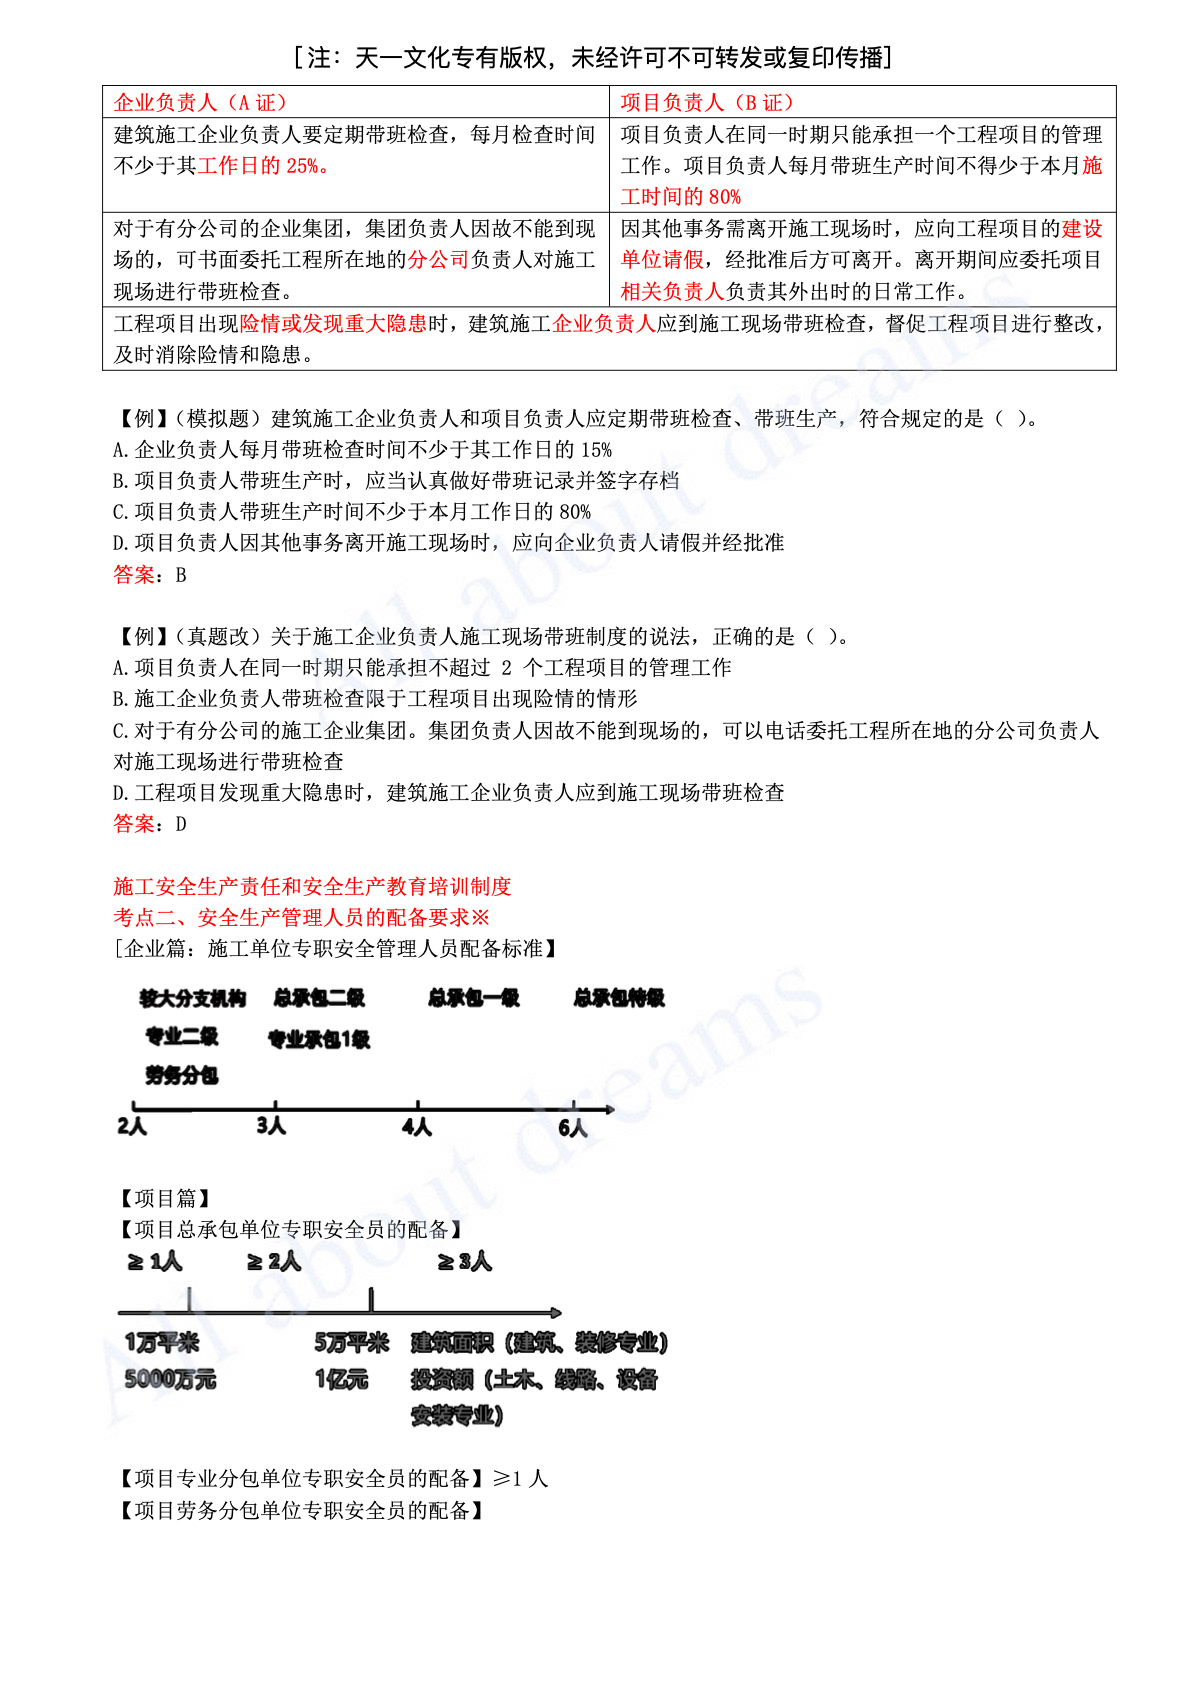 [注：天一文化专有版权，未经许可不可转发或复印传播]
企业负责人（A 证）
项目负责人（B 证）
建筑施工企业负责人要定期带班检查，每月检查时间
不少于其工作日的 25%。
项目负责人在同一时期只能承担一个工程项目的管理
工作。项目负责人每月带班生产时间不得少于本月施
工时间的 80%
对于有分公司的企业集团，集团负责人因故不能到现
场的，可书面委托工程所在地的分公司负责人对施工
现场进行带班检查。
因其他事务需离开施工现场时，应向工程项目的建设
单位请假，经批准后方可离开。离开期间应委托项目
相关负责人负责其外出时的日常工作。
工程项目出现险情或发现重大隐患时，建筑施工企业负责人应到施工现场带班检查，督促工程项目进行整改，
及时消除险情和隐患。
【例】（模拟题）建筑施工企业负责人和项目负责人应定期带班检查、带班生产，符合规定的是（ ）。
A.企业负责人每月带班检查时间不少于其工作日的 15%
B.项目负责人带班生产时，应当认真做好带班记录并签字存档
C.项目负责人带班生产时间不少于本月工作日的 80%
D.项目负责人因其他事务离开施工现场时，应向企业负责人请假并经批准
答案：B
【例】（真题改）关于施工企业负责人施工现场带班制度的说法，正确的是（ ）。
A.项目负责人在同一时期只能承担不超过 2 个工程项目的管理工作
B.施工企业负责人带班检查限于工程项目出现险情的情形
C.对于有分公司的施工企业集团。集团负责人因故不能到现场的，可以电话委托工程所在地的分公司负责人
对施工现场进行带班检查
D.工程项目发现重大隐患时，建筑施工企业负责人应到施工现场带班检查
答案：D
施工安全生产责任和安全生产教育培训制度
考点二、安全生产管理人员的配备要求※
[企业篇：施工单位专职安全管理人员配备标准】
较大分支机构 总承包二级 总承包一级 总承包特级
专业二级 专业承包1级
劳务分包
2人 3人 4人 6人
【项目篇】
【项目总承包单位专职安全员的配备】
≥ 1人 ≥ 2人 ≥ 3人
1万平米 5万平米 建筑面积（建筑、装修专业）
5000万元 1亿元 投资额（土木、线路、设备
安装专业）
【项目专业分包单位专职安全员的配备】≥1 人
【项目劳务分包单位专职安全员的配备】
All about dreams
All about dreams